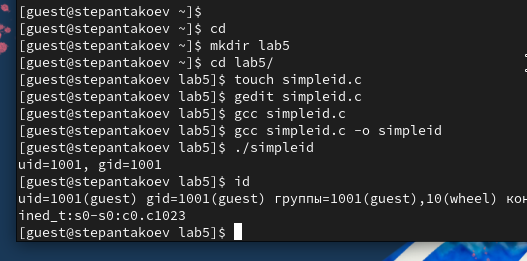 [guest@stepantakoev ~]$
[guest@stepantakoev ~]$ cd
[guest@stepantakoev ~]$ mkdir lab5
[guest@stepantakoev ~]$ cd lab5/
[guest@stepantakoev lab5]$ touch simpleid.c
[guest@stepantakoev lab5]$ gedit simpleid.c
[guest@stepantakoev lab5]$ gcc simpleid.c
[guest@stepantakoev lab5]$ gcc simpleid.c -o simpleid
[guest@stepantakoev lab5]$ ./simpleid
uid=1001, gid=1001
[guest@stepantakoev lab5]$ id
uid=1001(guest) gid=1001(guest) группы=1001(guest),10(wheel) кон
ined_t:s0-s0:c0.c1023
[guest@stepantakoev lab5]$